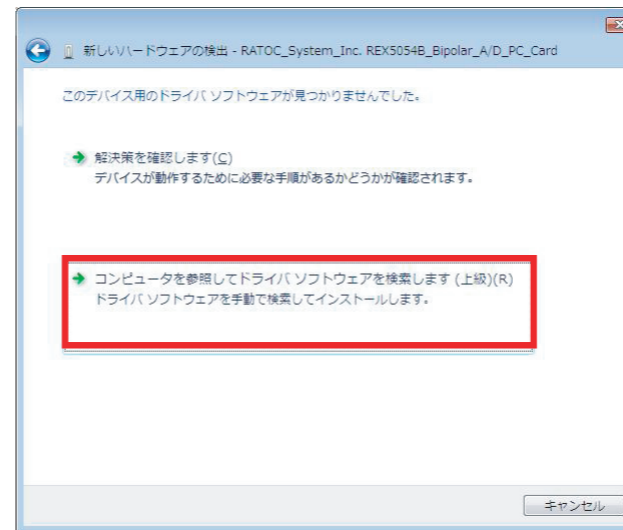 新しいハードウェアの検出 - RATOC_System_Inc. REX5054B_Bipolar_A/D_PC_Card
このデバイス用のドライバ ソフトウェアが見つかりませんでした。
解決策を確認します(C)
デバイスが動作するために必要な手順があるかどうかが確認されます。
コンピュータを参照してドライバ ソフトウェアを検索します (上級)(R)
ドライバ ソフトウェアを手動で検索してインストールします。
キャンセル